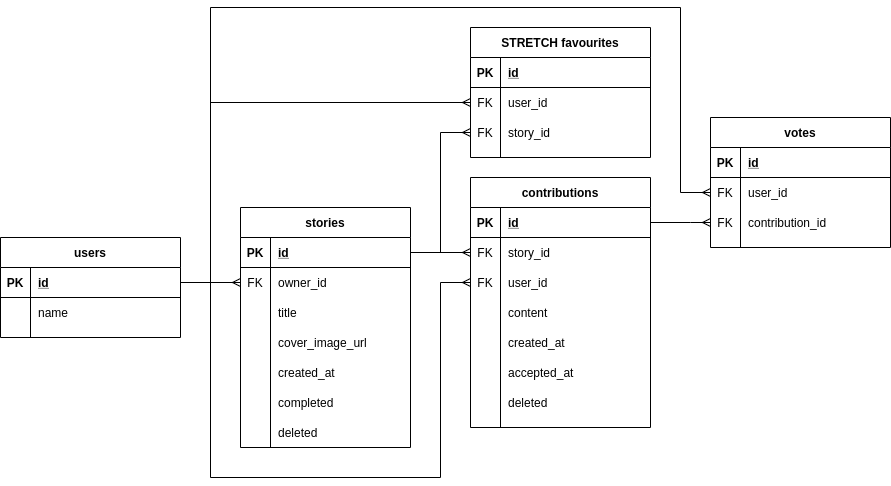 users
PK id
name
stories
PK id
FK owner_id
title
cover_image_url
created_at
completed
deleted
STRETCH favourites
PK id
FK user_id
FK story_id
contributions
PK id
FK story_id
FK user_id
content
created_at
accepted_at
deleted
votes
PK id
FK user_id
FK contribution_id